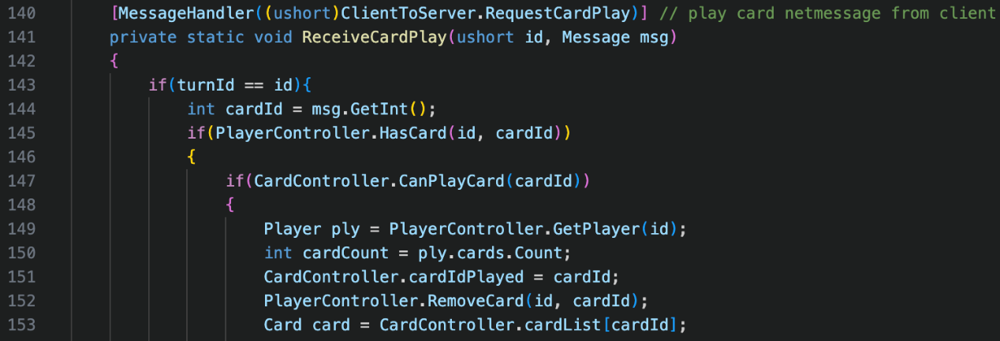 140 [MessageHandler((ushort)ClientToServer.RequestCardPlay)] // play card netmessage from client
141 private static void ReceiveCardPlay(ushort id, Message msg)
142 {
143 if(turnId == id){
144 int cardId = msg.GetInt();
145 if(PlayerController.HasCard(id, cardId))
146 {
147 if(CardController.CanPlayCard(cardId))
148 {
149 Player ply = PlayerController.GetPlayer(id);
150 int cardCount = ply.cards.Count;
151 CardController.cardIdPlayed = cardId;
152 PlayerController.RemoveCard(id, cardId);
153 Card card = CardController.cardList[cardId];